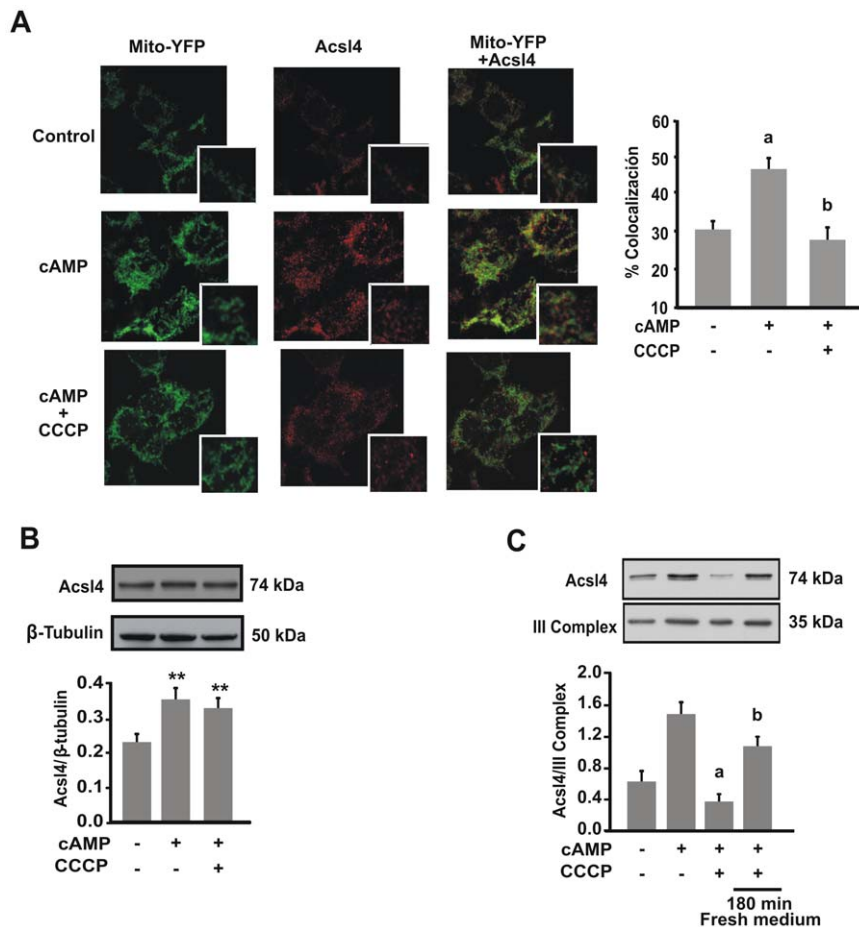 A
Mito-YFP
Acsl4
Mito-YFP
+Acsl4
Control
cAMP
cAMP
+
CCCP
% Colocalización
60
50
40
30
20
10
a
b
cAMP - + +
CCCP - - +
B
Acsl4
74 kDa
β-Tubulin
50 kDa
Acsl4/β-tubulin
0.4
0.3
0.2
0.1
0.0
**
**
cAMP - + +
CCCP - - +
C
Acsl4
74 kDa
III Complex
35 kDa
Acsl4/III Complex
1.6
1.2
1.6
0.8
0.4
0.0
a
b
cAMP - + + +
CCCP - - + +
180 min
Fresh medium